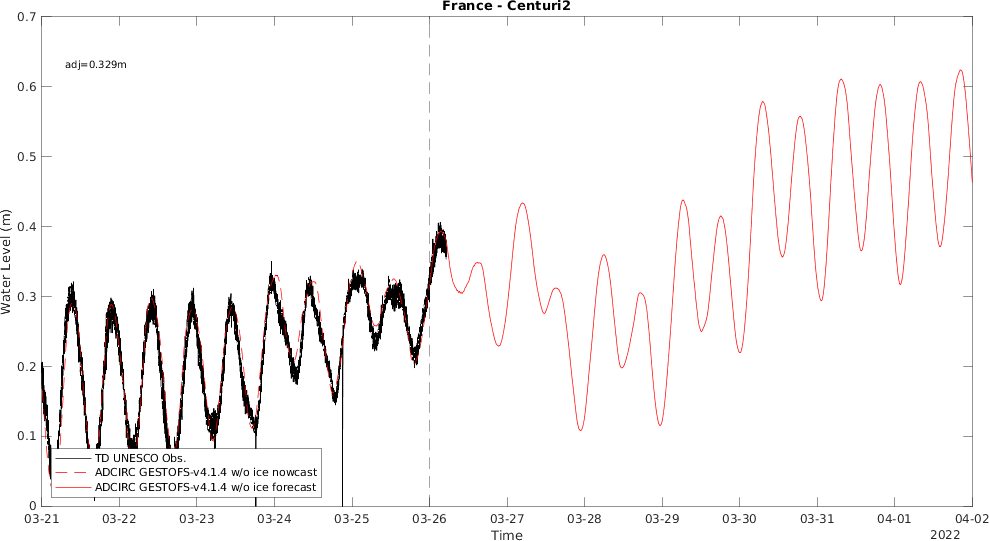 France - Centuri2
adj=0.329m
Water Level (m)
0.7
0.6
0.5
0.4
0.3
0.2
0.1
0
TD UNESCO Obs.
ADCIRC GESTOFS-v4.1.4 w/o ice nowcast
ADCIRC GESTOFS-v4.1.4 w/o ice forecast
03-21 03-22 03-23 03-24 03-25 03-26 03-27 03-28 03-29 03-30 03-31 04-01 04-02
Time
2022